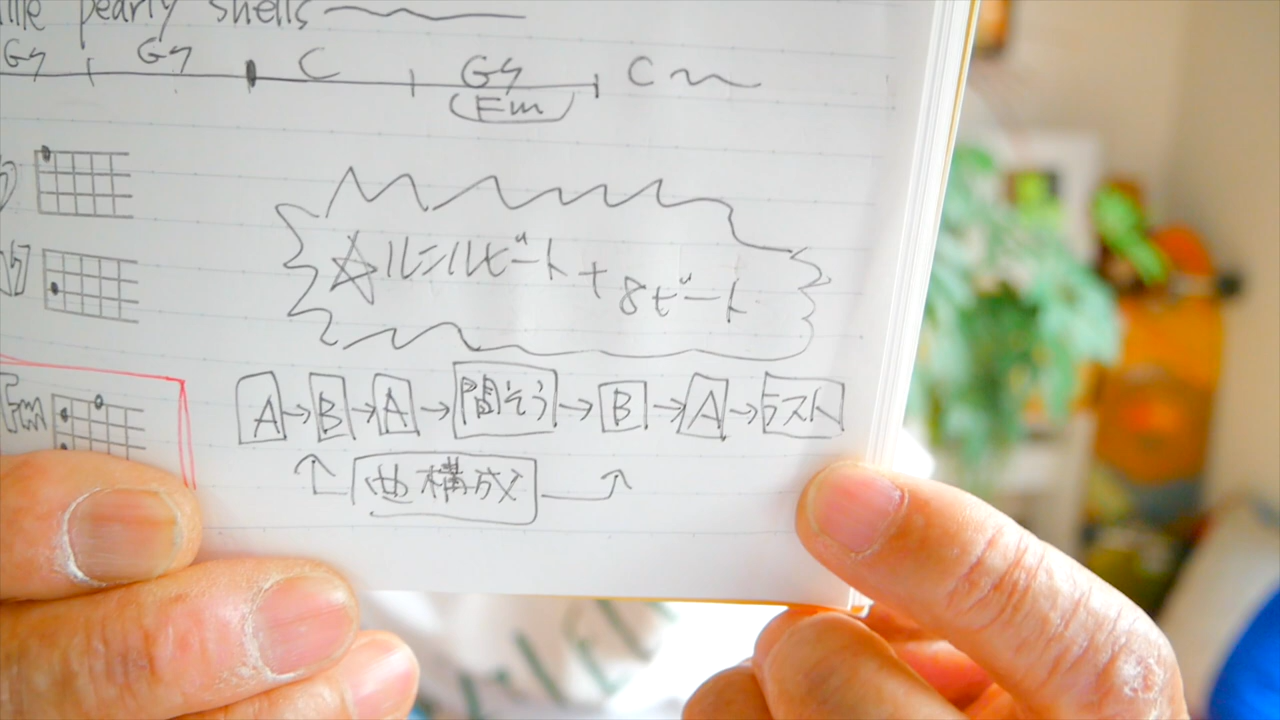 pearly shells
G7 G7 C G7 C
(Em)
☆ルンルビート+8ビート
Em
A→B→A→間そう→B→A→ラスト
曲構成